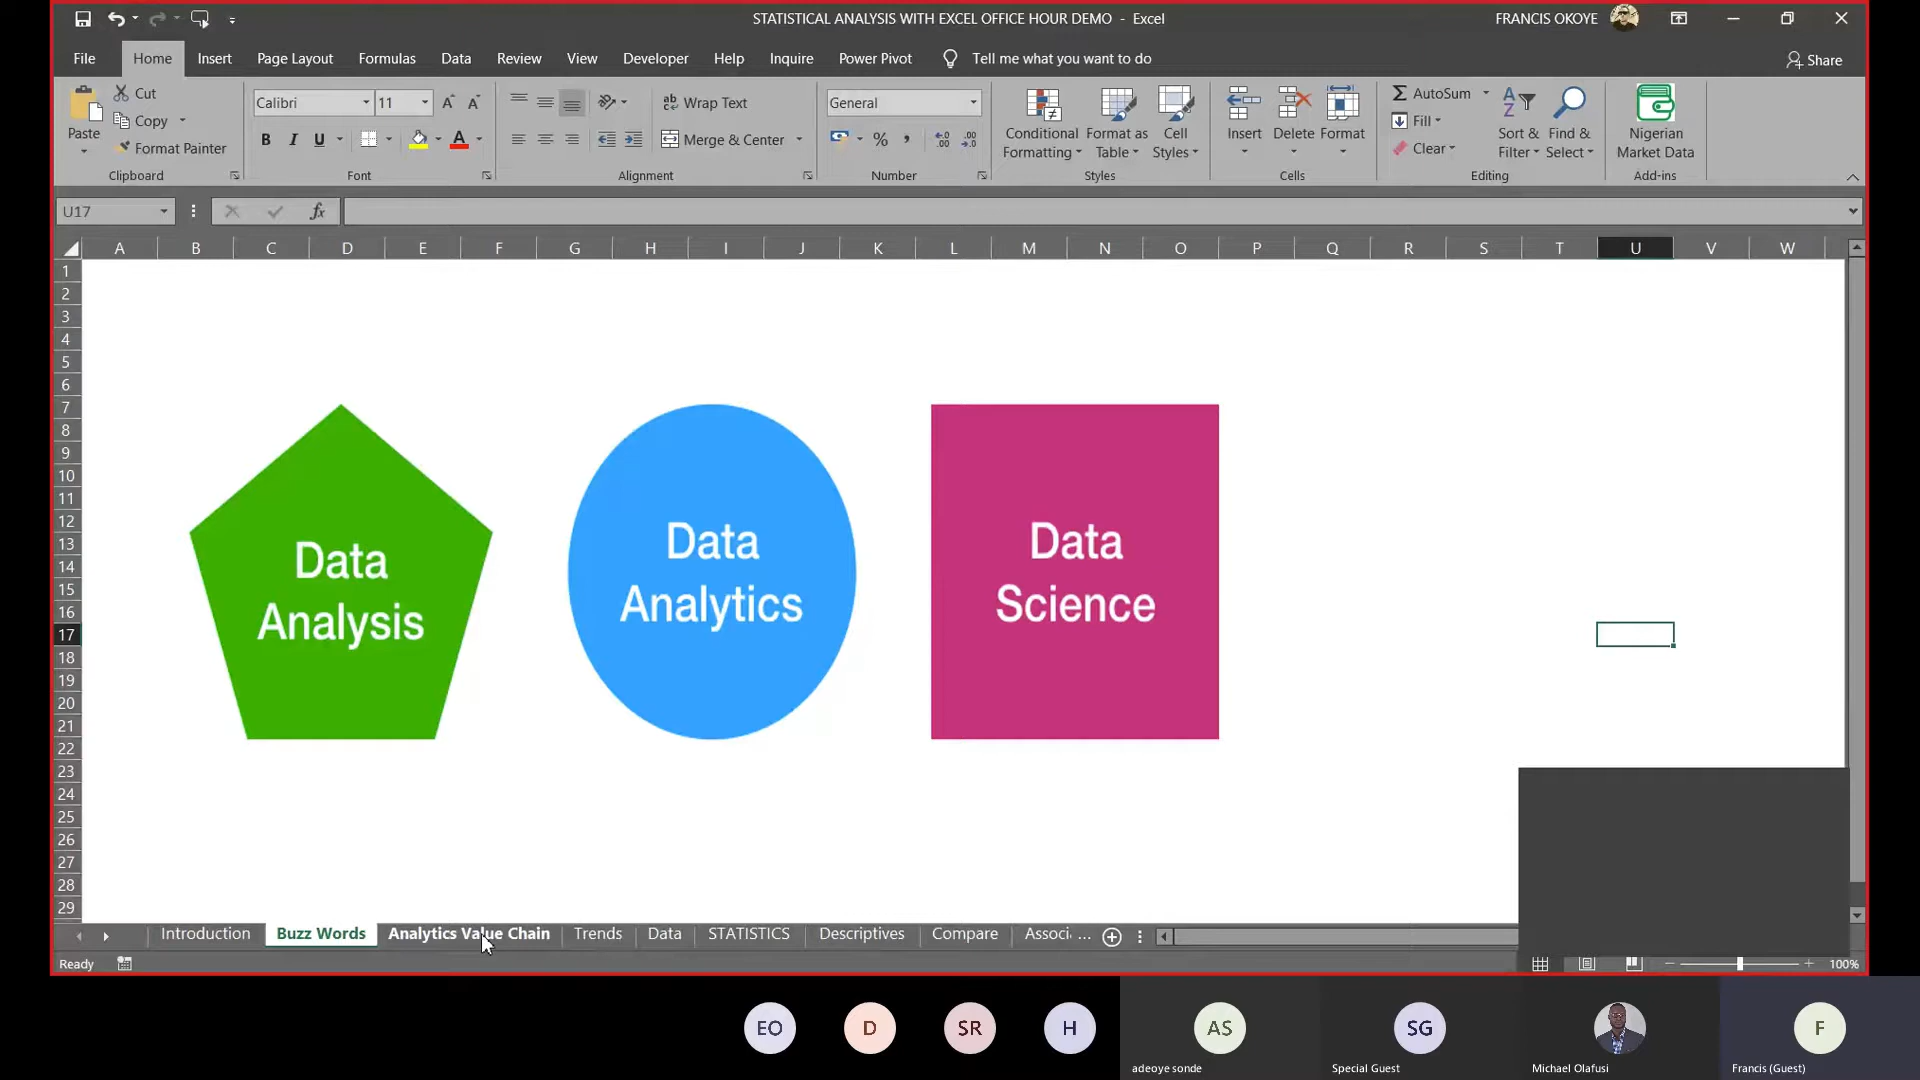 STATISTICAL ANALYSIS WITH EXCEL OFFICE HOUR DEMO - Excel
FRANCIS OKOYE
File Home Insert Page Layout Formulas Data Review View Developer Help Inquire Power Pivot Tell me what you want to do Share
Paste
Cut
Copy
Format Painter
Clipboard
Calibri 11
B I U
Font
Wrap Text
Merge & Center
Alignment
General
Number
Conditional Formatting
Format as Table
Cell Styles
Styles
Insert Delete Format
Cells
AutoSum
Fill
Clear
Sort & Filter
Find & Select
Editing
Nigerian Market Data
Add-ins
U17 fx
A B C D E F G H I J K L M N O P Q R S T U V W
1
2
3
4
5
6
7
8
9
10
11
12
13
14
15
16
17
18
19
20
21
22
23
24
25
26
27
28
29
Data
Analysis
Data
Analytics
Data
Science
Introduction Buzz Words Analytics Value Chain Trends Data STATISTICS Descriptives Compare Associ ...
Ready 100%
EO D SR H AS SG F
adeoye sonde Special Guest Michael Olafusi Francis (Guest)